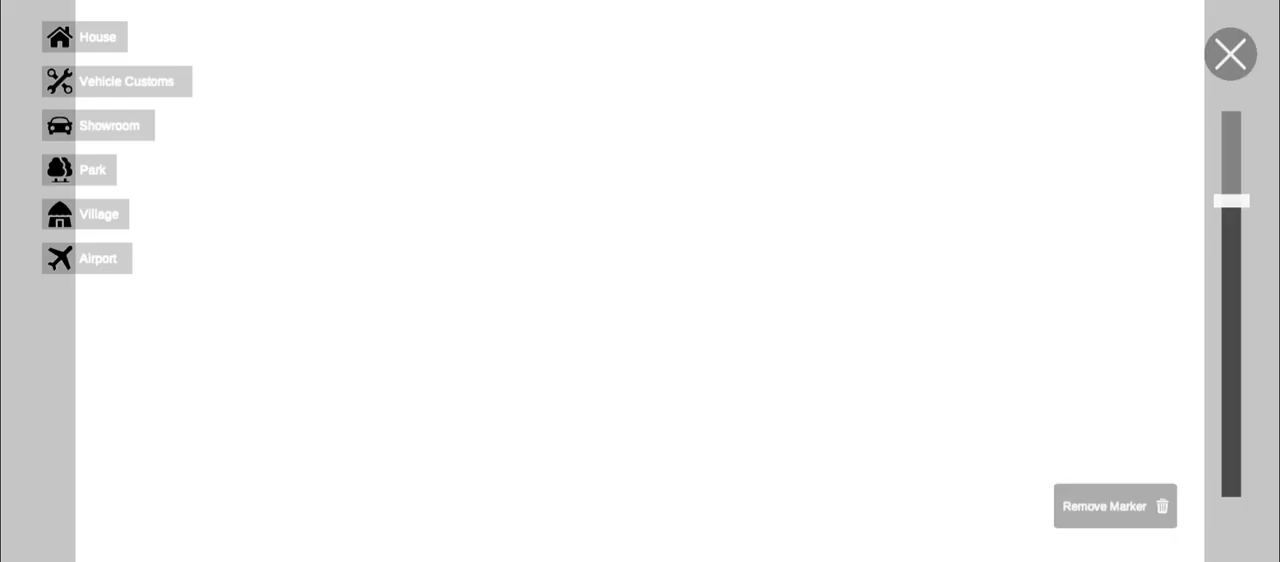 House
Vehicle Customs
Showroom
Park
Village
Airport
Remove Marker